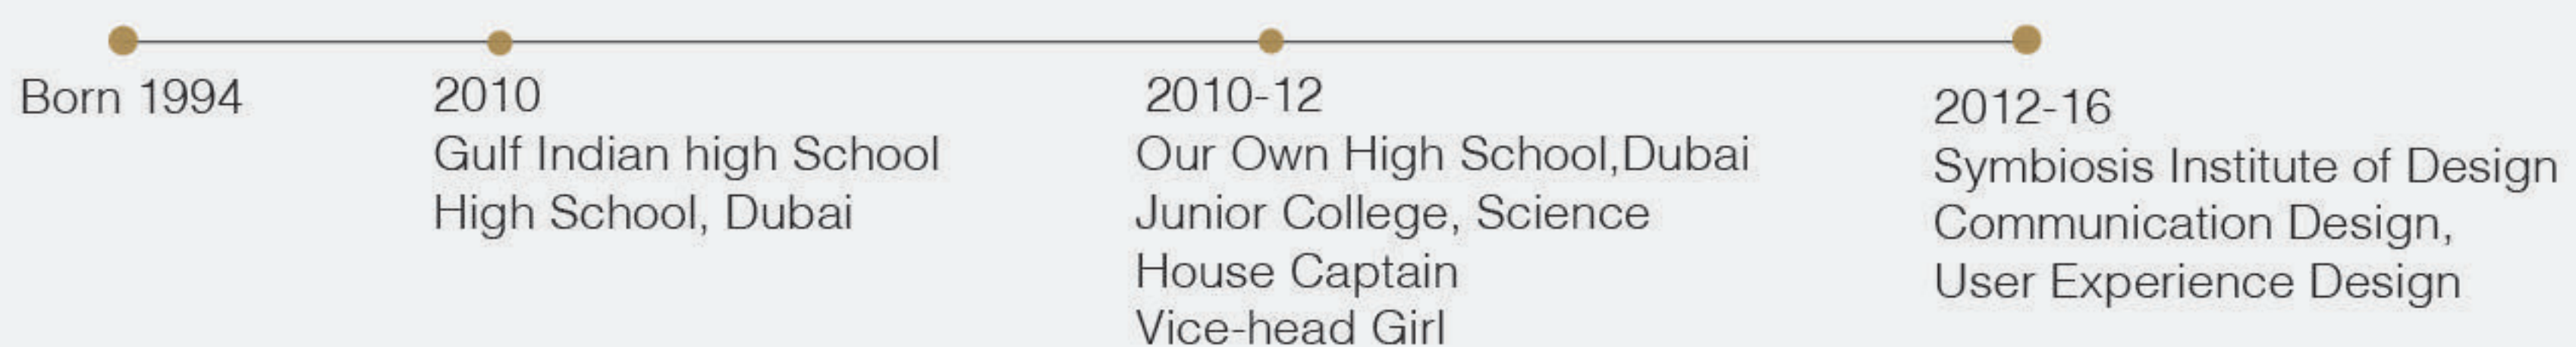 Born 1994
2010
Gulf Indian high School
High School, Dubai
2010-12
Our Own High School,Dubai
Junior College, Science
House Captain
Vice-head Girl
2012-16
Symbiosis Institute of Design
Communication Design,
User Experience Design